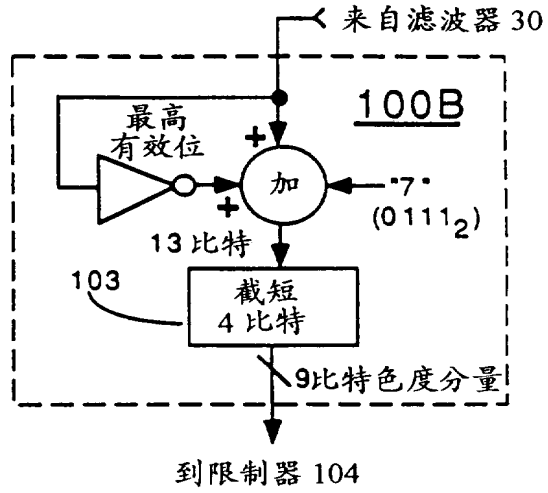 来自滤波器 30
100B
最高
有效位
+
加
+
"7"
(0111₂)
13 比特
103
截短
4 比特
9比特色度分量
到限制器 104